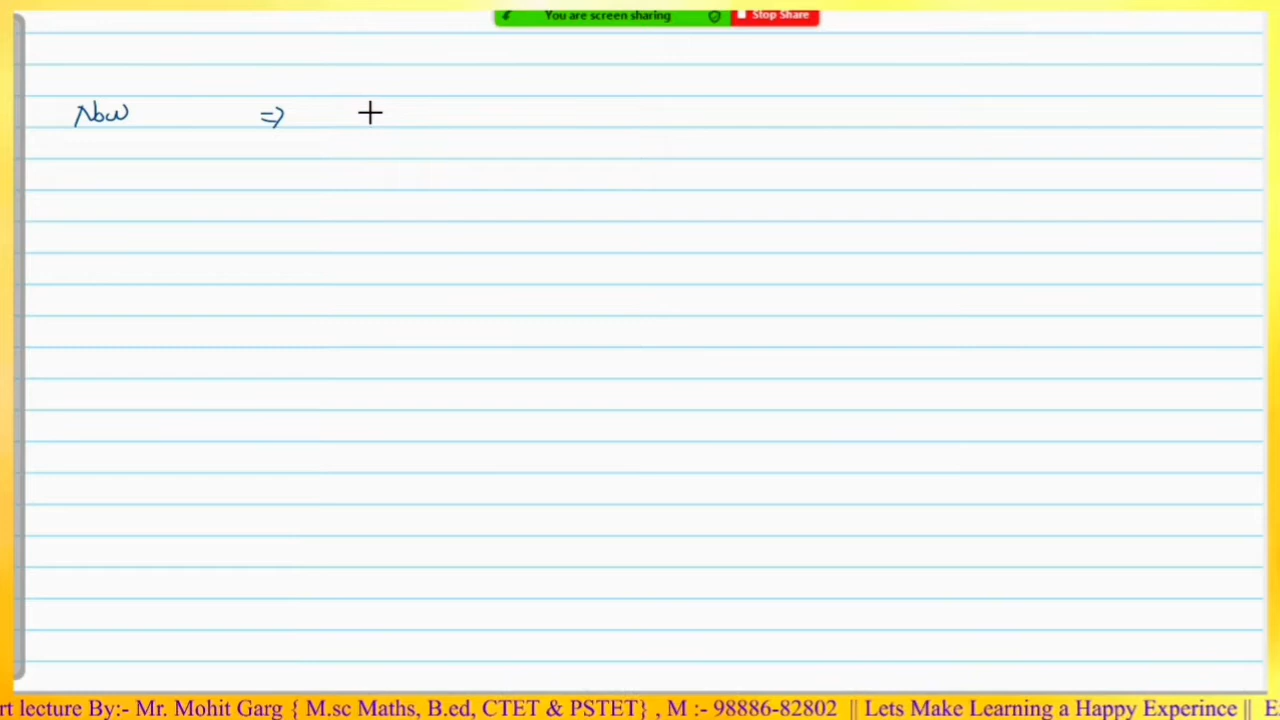 You are screen sharing Stop Share
Now ⇒
rt lecture By:- Mr. Mohit Garg { M.sc Maths, B.ed, CTET & PSTET} , M :- 98886-82802 || Lets Make Learning a Happy Experince || E